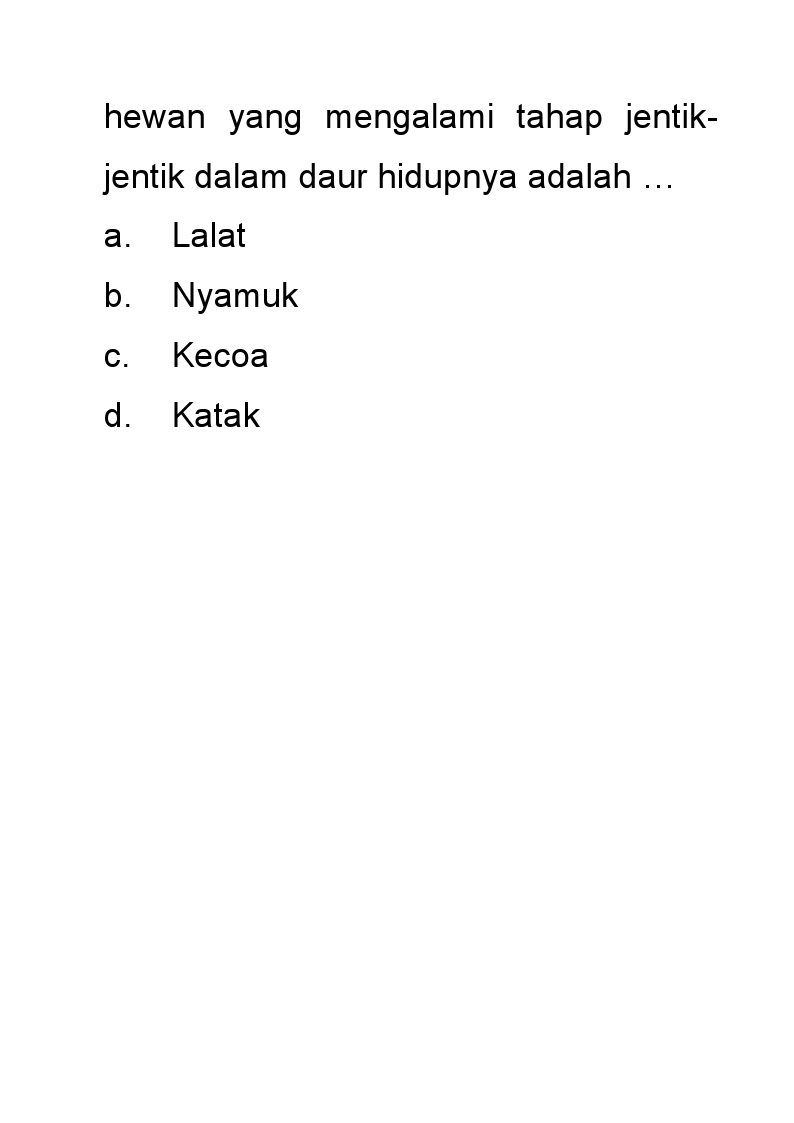 hewan yang mengalami tahap jentik-
jentik dalam daur hidupnya adalah …
a. Lalat
b. Nyamuk
c. Kecoa
d. Katak